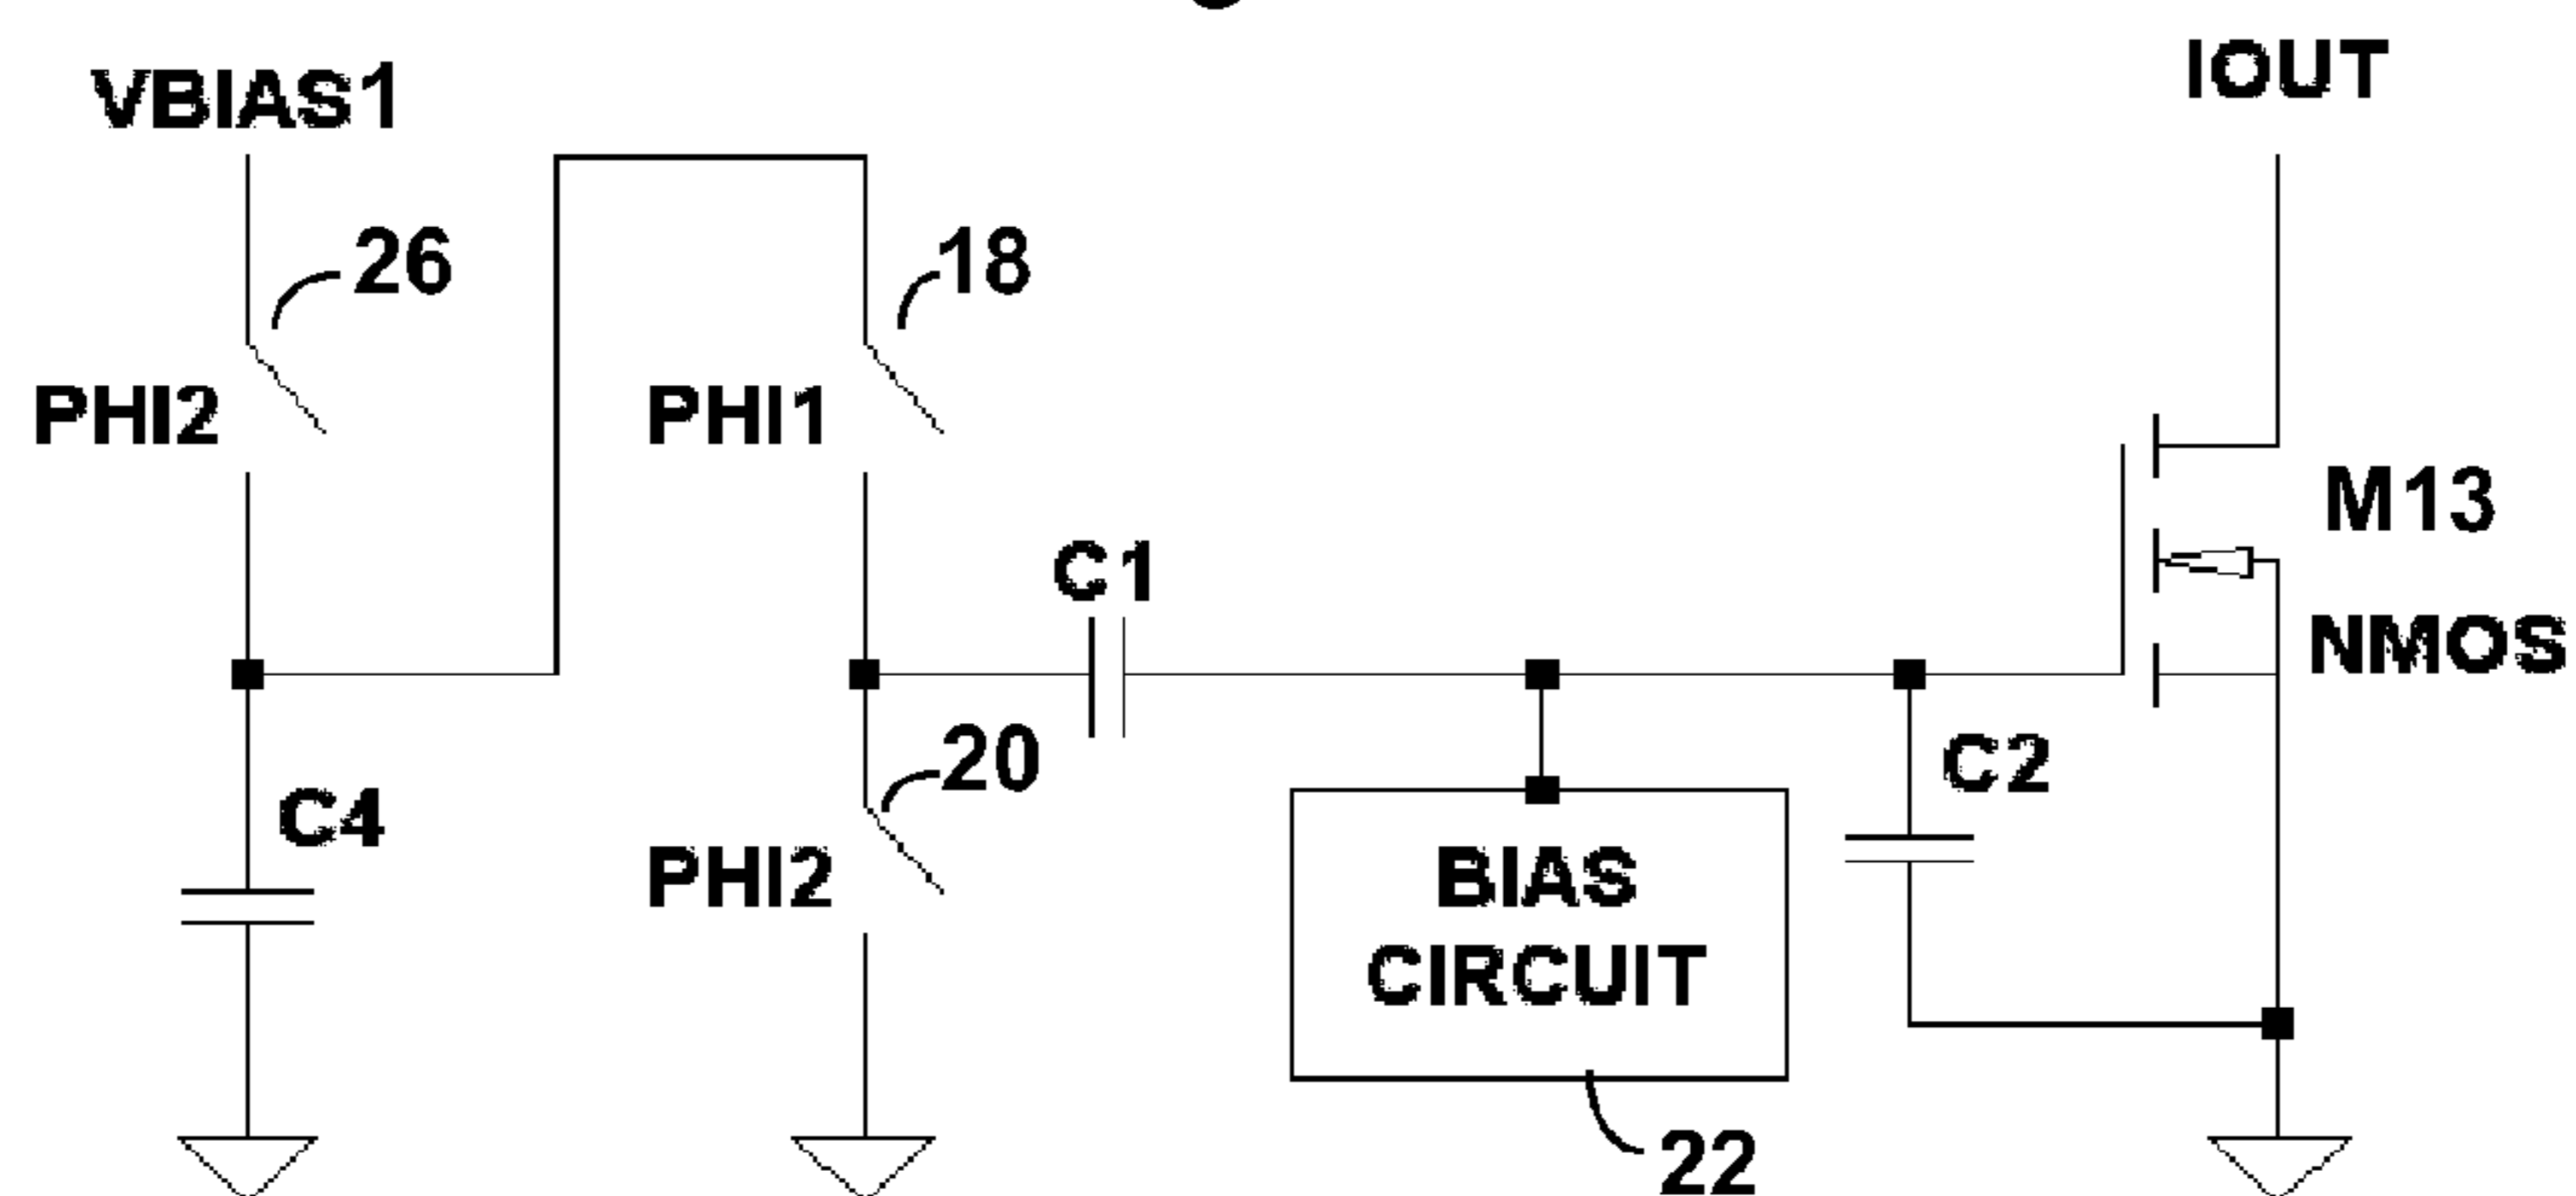 VBIAS1
IOUT
26
18
PHI2
PHI1
M13
C1
NMOS
20
C2
C4
PHI2
BIAS
CIRCUIT
22